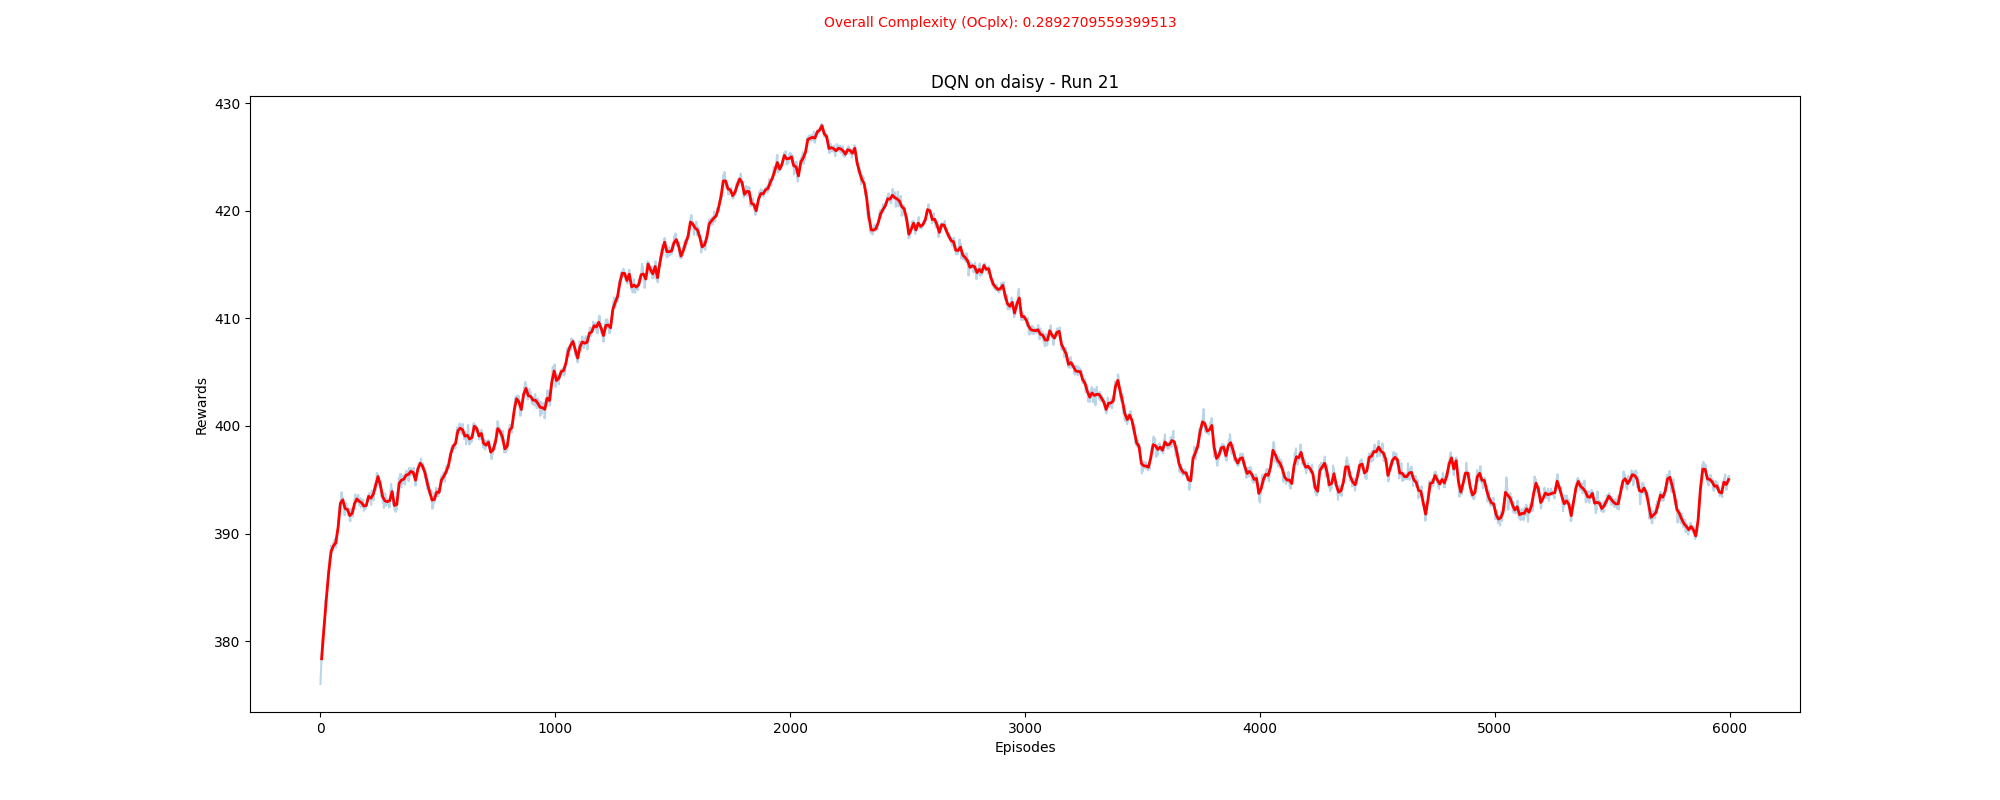 Overall Complexity (OCplx): 0.2892709559399513
DQN on daisy - Run 21
430
420
410
400
390
380
Rewards
0 1000 2000 3000 4000 5000 6000
Episodes